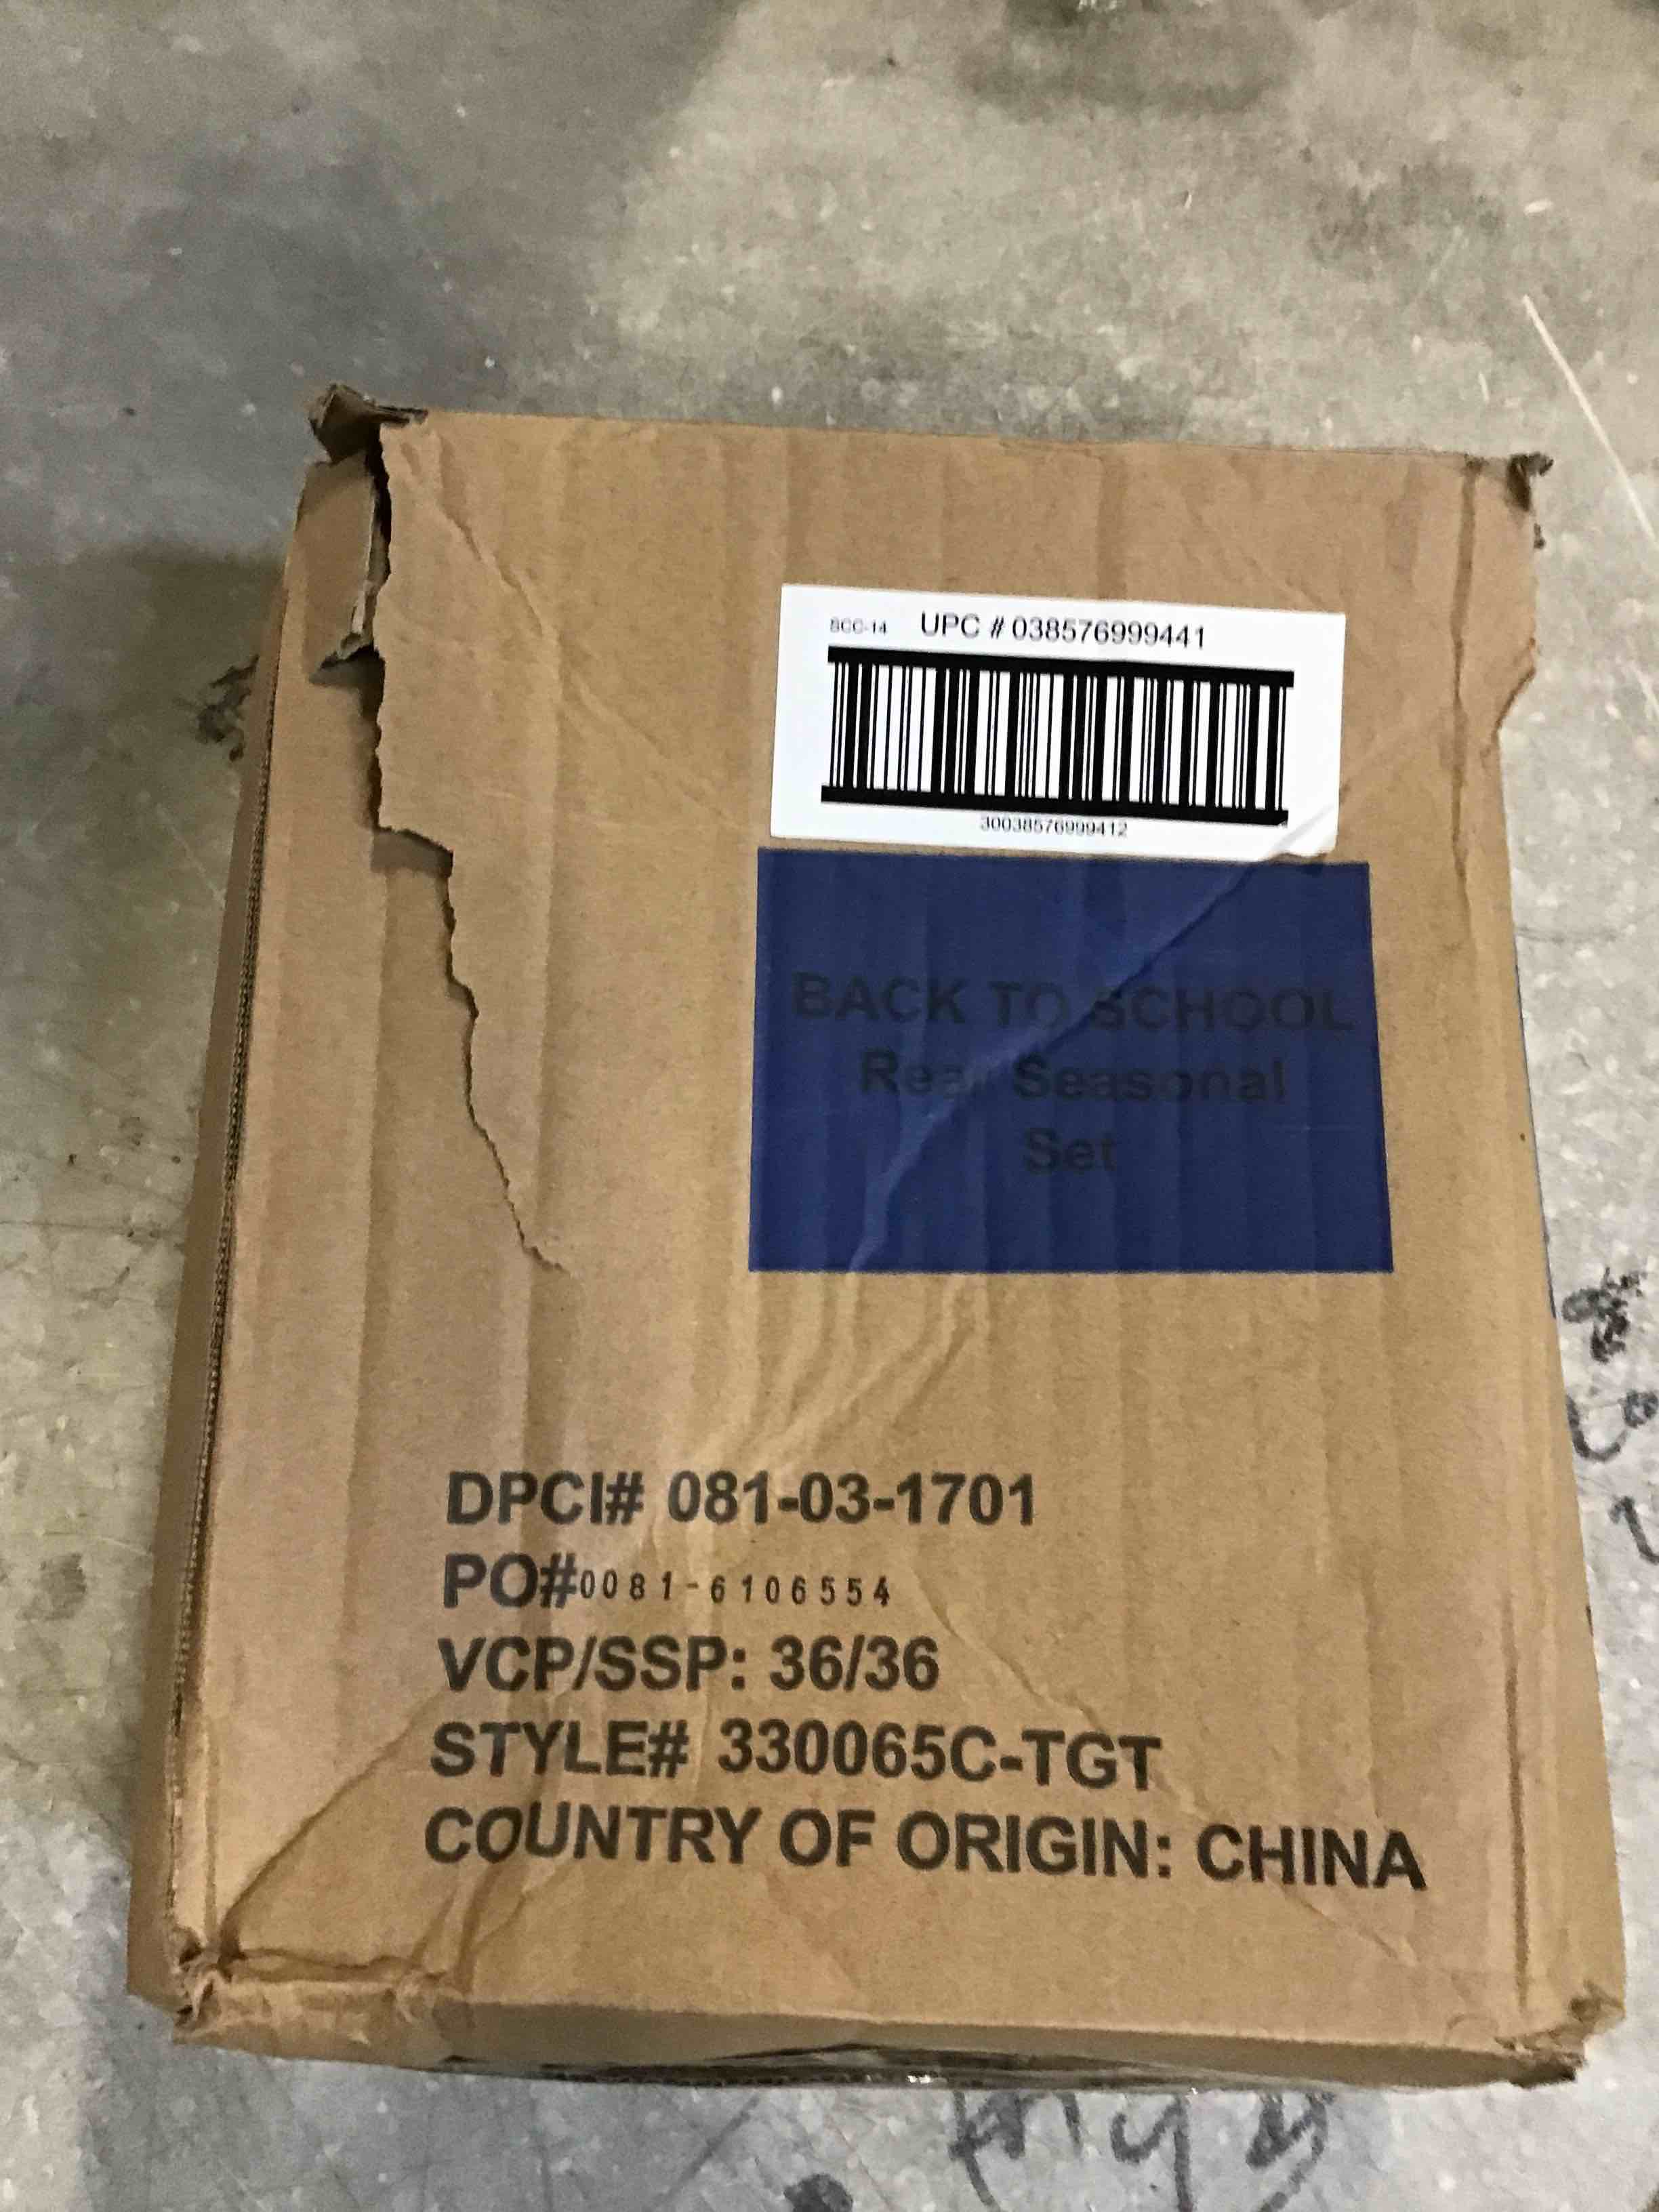 SCC-14 UPC # 038576999441
30038576999412
BACK TO SCHOOL
Rear Seasonal
Set
DPCI# 081-03-1701
PO#0081-6106554
VCP/SSP: 36/36
STYLE# 330065C-TGT
COUNTRY OF ORIGIN: CHINA